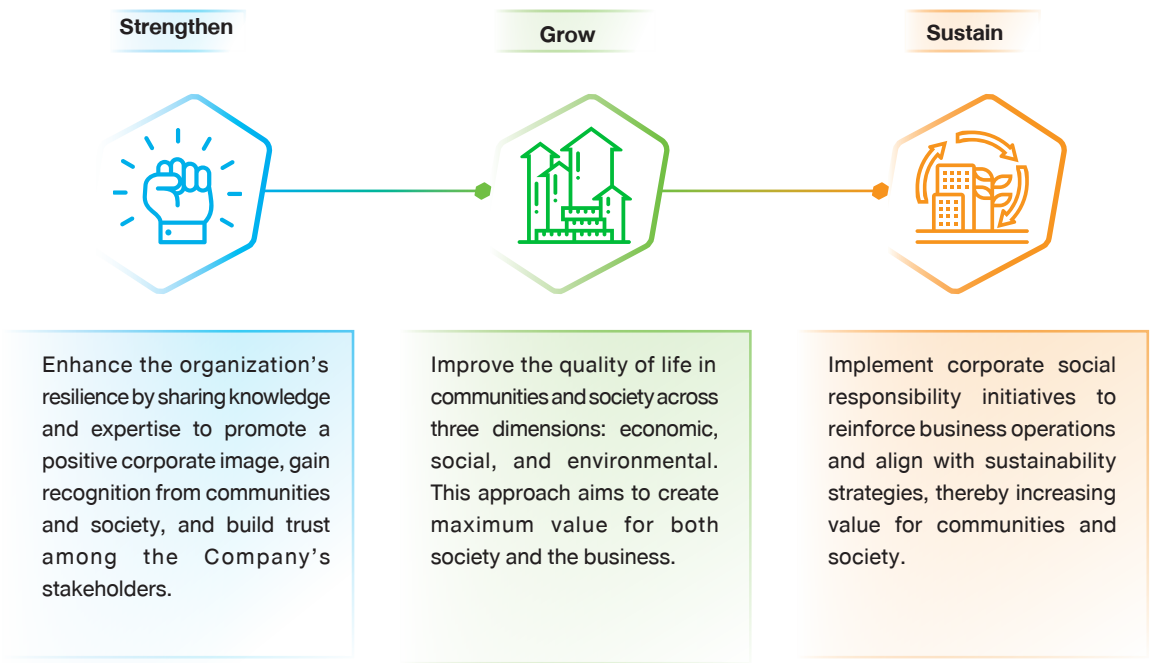 Strengthen
Grow
Sustain
Enhance the organization's
resilience by sharing knowledge
and expertise to promote a
positive corporate image, gain
recognition from communities
and society, and build trust
among the Company's
stakeholders.
Improve the quality of life in
communities and society across
three dimensions: economic,
social, and environmental.
This approach aims to create
maximum value for both
society and the business.
Implement corporate social
responsibility initiatives to
reinforce business operations
and align with sustainability
strategies, thereby increasing
value for communities and
society.